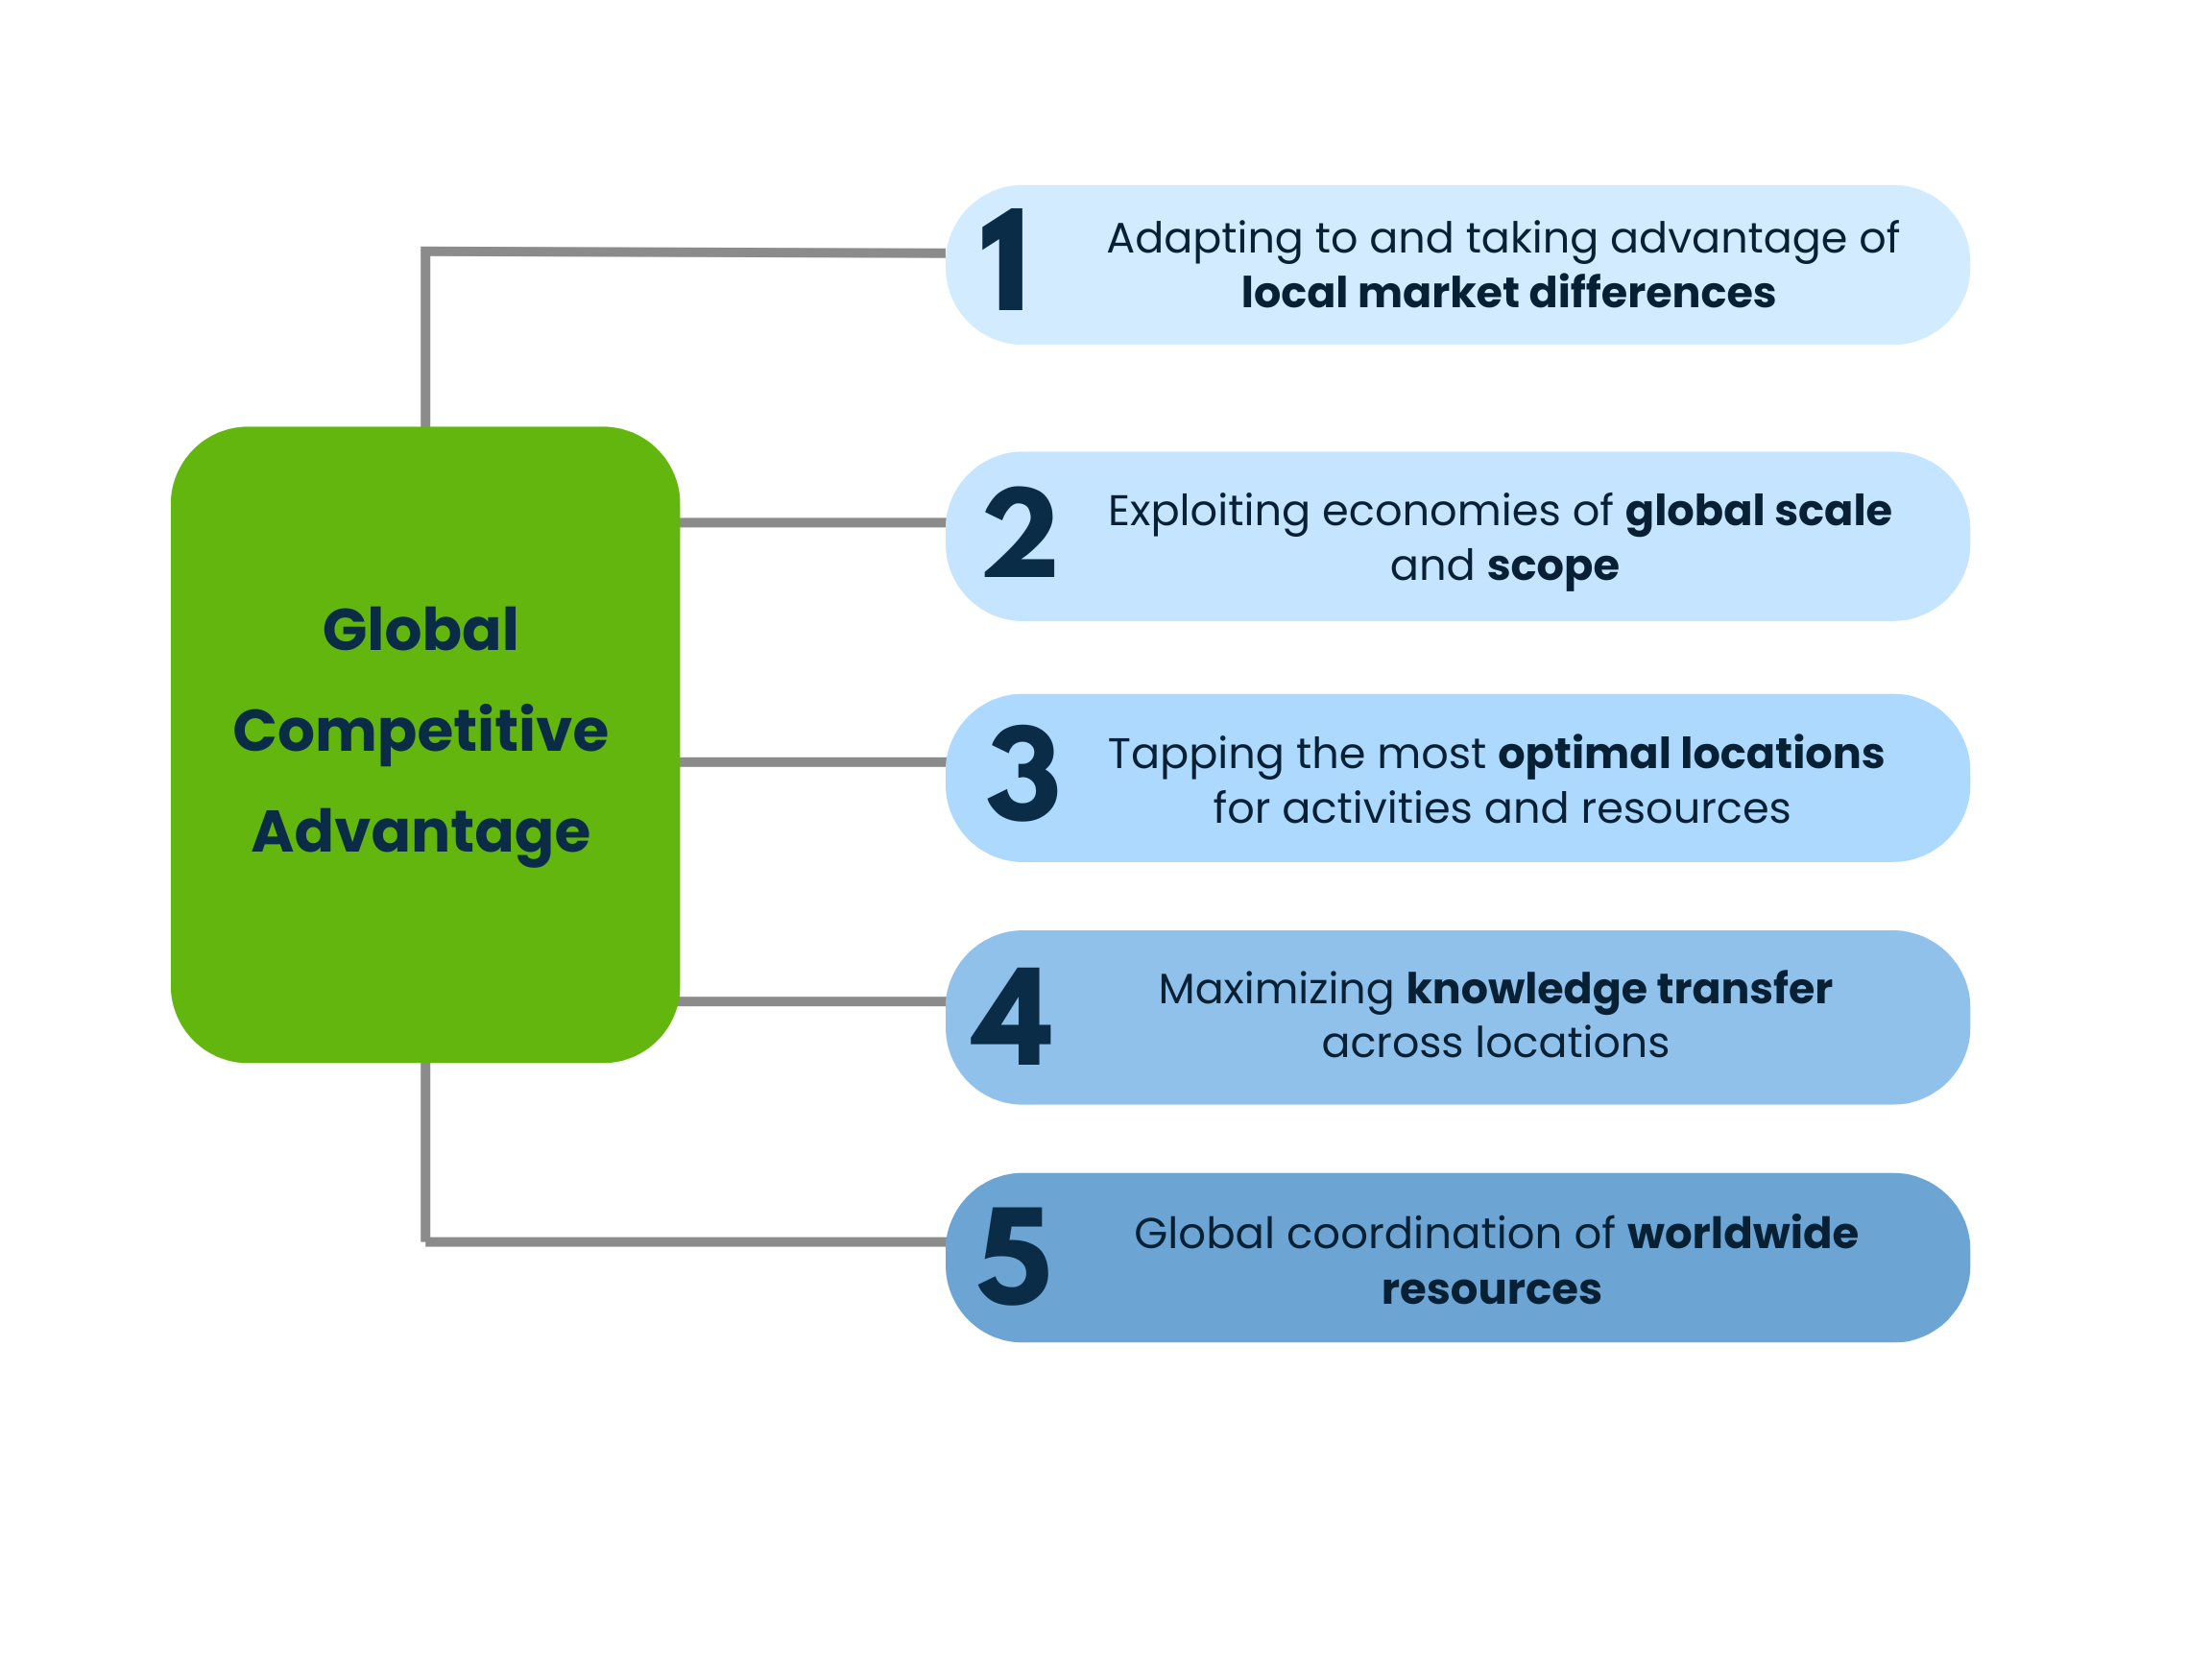 Global
Competitive
Advantage
1
Adapting to and taking advantage of
local market differences
2
Exploiting economies of global scale
and scope
3
Tapping the most optimal locations
for activities and resources
4
Maximizing knowledge transfer
across locations
5
Global coordination of worldwide
resources